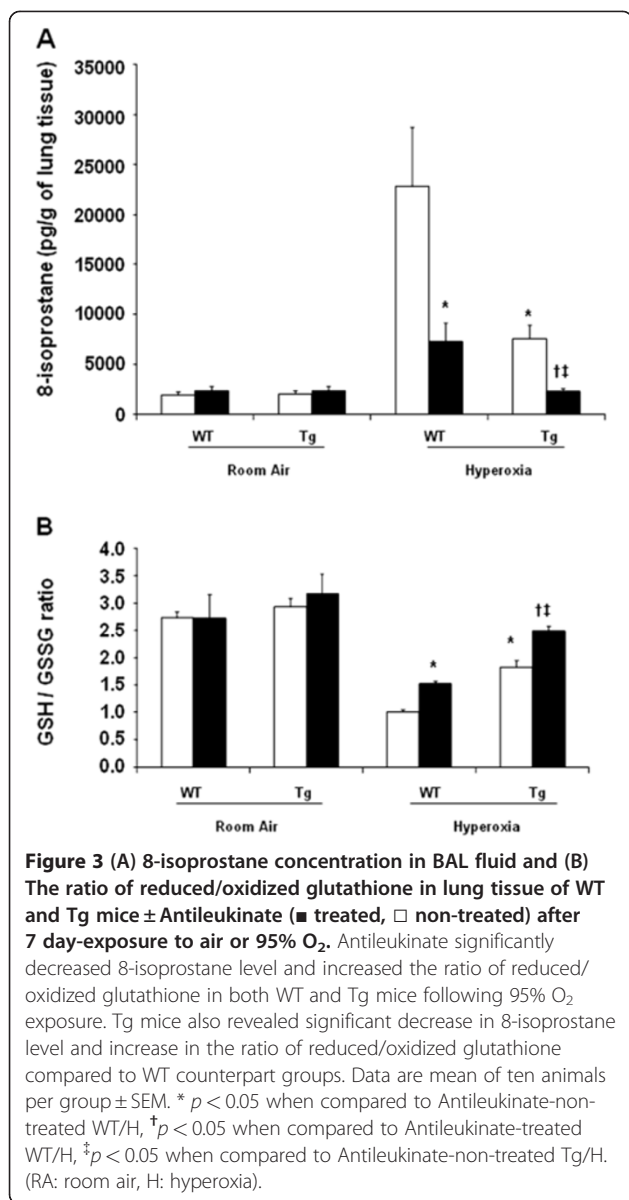 A
35000
30000
25000
20000
15000
10000
5000
0
8-isoprostane (pg/g of lung tissue)
* * †‡
WT Tg WT Tg
Room Air Hyperoxia
B
4.0
3.5
3.0
2.5
2.0
1.5
1.0
0.5
0.0
GSH / GSSG ratio
* * †‡
WT Tg WT Tg
Room Air Hyperoxia
Figure 3 (A) 8-isoprostane concentration in BAL fluid and (B)
The ratio of reduced/oxidized glutathione in lung tissue of WT
and Tg mice ± Antileukinate (■ treated, □ non-treated) after
7 day-exposure to air or 95% O₂. Antileukinate significantly
decreased 8-isoprostane level and increased the ratio of reduced/
oxidized glutathione in both WT and Tg mice following 95% O₂
exposure. Tg mice also revealed significant decrease in 8-isoprostane
level and increase in the ratio of reduced/oxidized glutathione
compared to WT counterpart groups. Data are mean of ten animals
per group ± SEM. * p < 0.05 when compared to Antileukinate-non-
treated WT/H, †p < 0.05 when compared to Antileukinate-treated
WT/H, ‡p < 0.05 when compared to Antileukinate-non-treated Tg/H.
(RA: room air, H: hyperoxia).